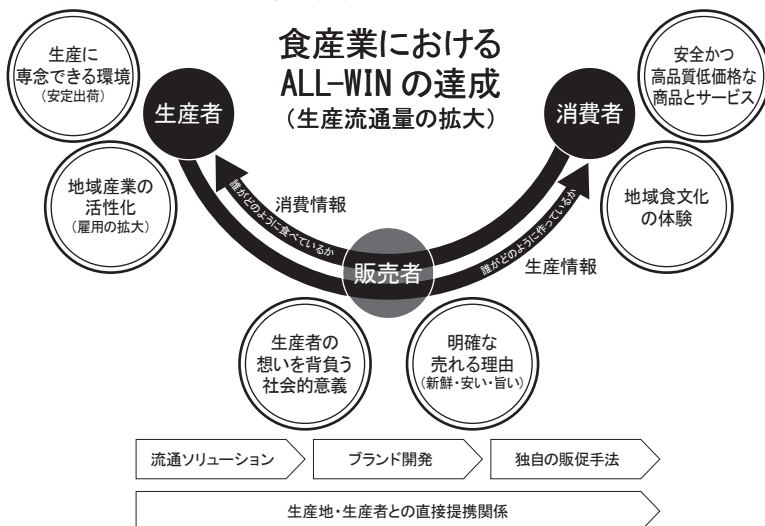 食産業における
ALL-WIN の達成
（生産流通量の拡大）
生産に
専念できる環境
（安定出荷）
生産者
地域産業の
活性化
（雇用の拡大）
消費者
安全かつ
高品質低価格な
商品とサービス
地域食文化
の体験
消費情報
誰がどのように食べているか
販売者
誰がどのように作っているか
生産情報
生産者の
想いを背負う
社会的意義
明確な
売れる理由
（新鮮・安い・旨い）
流通ソリューション
ブランド開発
独自の販促手法
生産地・生産者との直接提携関係